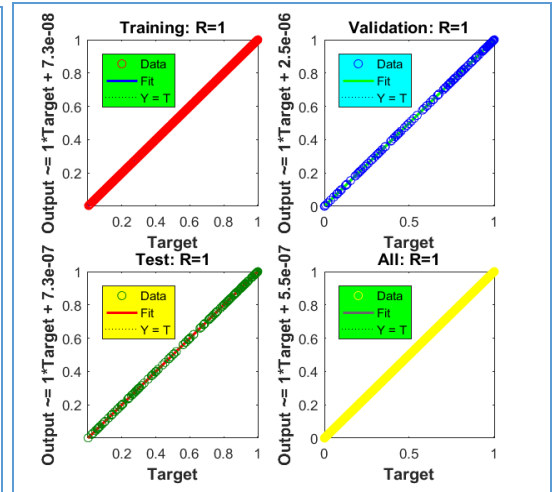 Training: R=1
Output ~= 1*Target + 7.3e-08
1
0.8
0.6
0.4
0.2
Data
Fit
Y = T
0.2 0.4 0.6 0.8 1
Target
Validation: R=1
Output ~= 1*Target + 2.5e-06
1
0.8
0.6
0.4
0.2
0
Data
Fit
Y = T
0 0.5 1
Target
Test: R=1
Output ~= 1*Target + 7.3e-07
1
0.8
0.6
0.4
0.2
0
Data
Fit
Y = T
0.2 0.4 0.6 0.8 1
Target
All: R=1
Output ~= 1*Target + 5.5e-07
1
0.8
0.6
0.4
0.2
0
Data
Fit
Y = T
0 0.5 1
Target